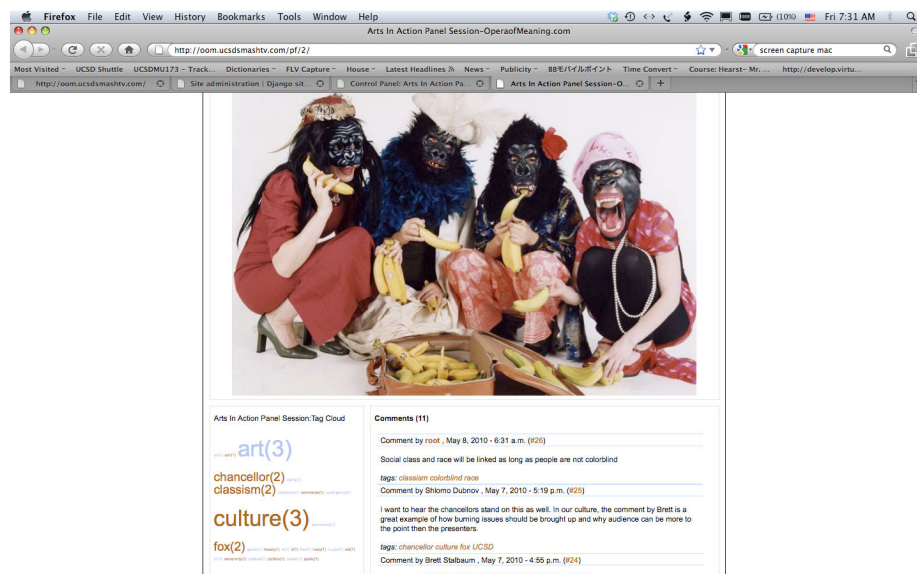 Firefox File Edit View History Bookmarks Tools Window Help (10%) Fri 7:31 AM
Arts In Action Panel Session-OperaofMeaning.com
http://oom.ucsdsmashtv.com/pf/2/ screen capture mac
Most Visited UCSD Shuttle UCSDMU173 - Track... Dictionaries FLV Capture House Latest Headlines News Publicity BBモバイルポイント Time Convert Course: Hearst- Mr. ... http://develop.virtu...
http://oom.ucsdsmashtv.com/ Site administration | Django sit... Control Panel: Arts In Action Pa... Arts In Action Panel Session-O... +
Arts In Action Panel Session:Tag Cloud
art(3)
chancellor(2)
classism(2) comments(1)
culture(3)
fox(2)
ownership(1)
Comments (11)
Comment by root , May 8, 2010 - 6:31 a.m. (#26)
Social class and race will be linked as long as people are not colorblind
tags: classism colorblind race
Comment by Shlomo Dubnov , May 7, 2010 - 5:19 p.m. (#25)
I want to hear the chancellors stand on this as well. In our culture, the comment by Brett is a
great example of how burning issues should be brought up and why audience can be more to
the point then the presenters.
tags: chancellor culture fox UCSD
Comment by Brett Stalbaum , May 7, 2010 - 4:55 p.m. (#24)